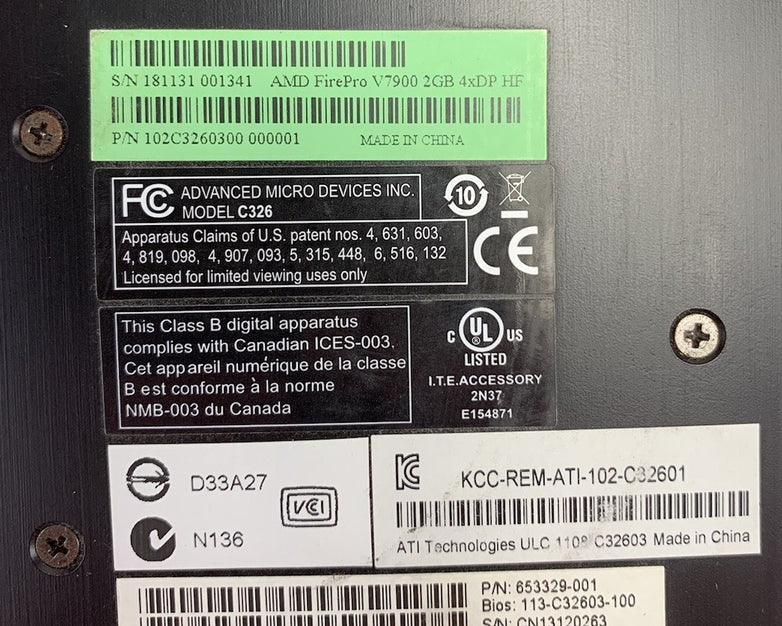 S/N 181131 001341 AMD FirePro V7900 2GB 4xDP HF
P/N 102C3260300 000001 MADE IN CHINA
FCC ADVANCED MICRO DEVICES INC.
MODEL C326
10
Apparatus Claims of U.S. patent nos. 4, 631, 603,
4, 819, 098, 4, 907, 093, 5, 315, 448, 6, 516, 132
Licensed for limited viewing uses only
CE
This Class B digital apparatus
complies with Canadian ICES-003.
Cet appareil numérique de la classe
B est conforme à la norme
NMB-003 du Canada
C UL US
LISTED
I.T.E.ACCESSORY
2N37
E154871
D33A27
VCI
N136
KCC-REM-ATI-102-C32601
ATI Technologies ULC 1108 C32603 Made in China
P/N: 653329-001
Bios: 113-C32603-100
S/N: CN13120263